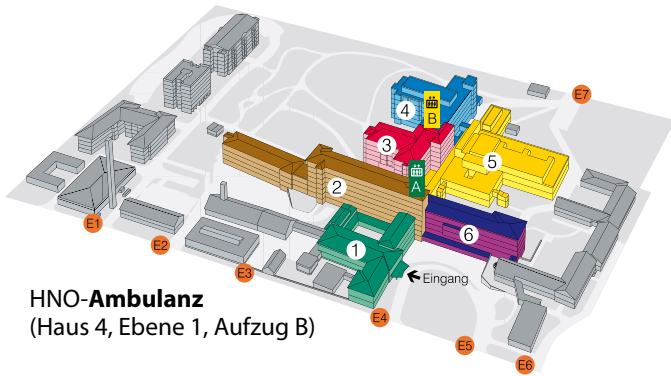 E7
4
B
3
A
5
2
6
1
E1
E2
E3
Eingang
E4
E5
E6
HNO-Ambulanz
(Haus 4, Ebene 1, Aufzug B)